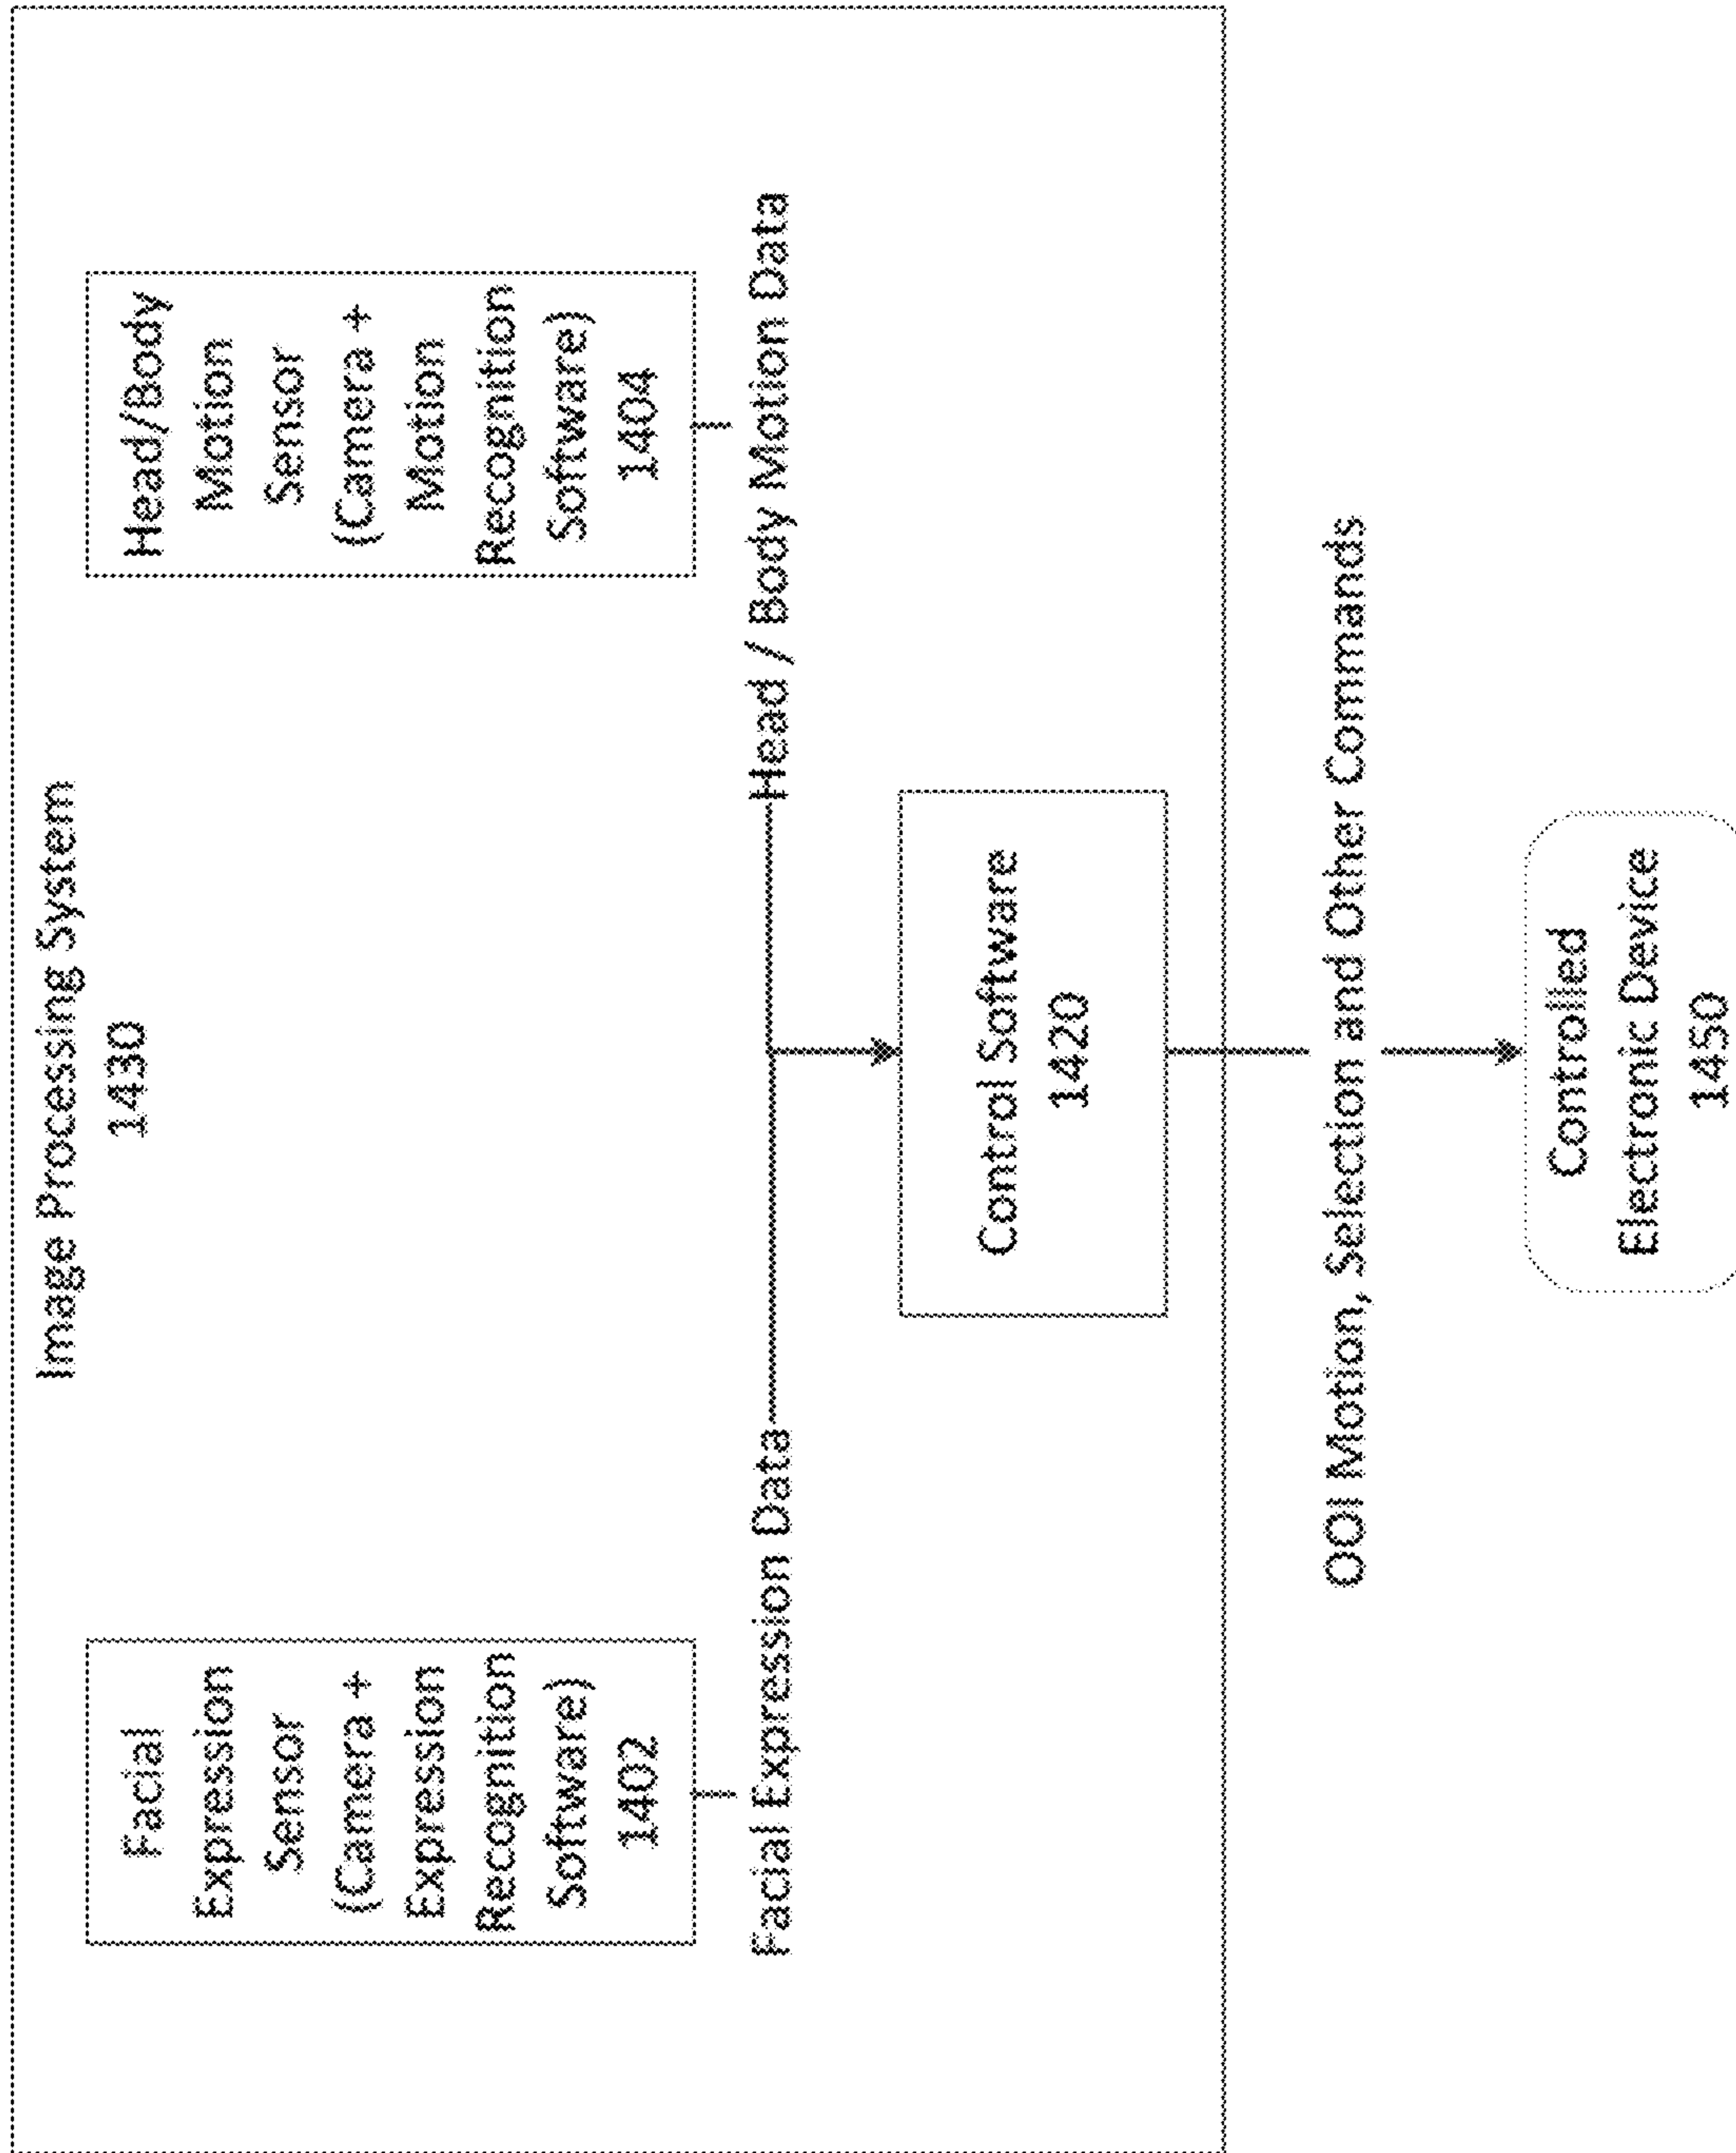 Image Processing System
1430
Facial
Expression
Sensor
(Camera +
Expression
Recognition
Software)
1402
Head/Body
Motion
Sensor
(Camera +
Motion
Recognition
Software)
1404
Facial Expression Data
Head / Body Motion Data
Control Software
1420
OOI Motion, Selection and Other Commands
Controlled
Electronic Device
1450